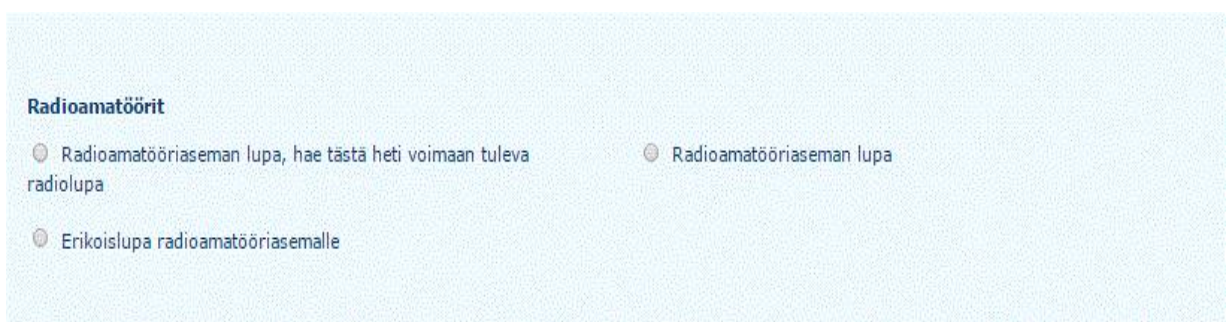 Radioamatöörit
Radioamatööriaseman lupa, hae tästä heti voimaan tuleva
radiolupa
Radioamatööriaseman lupa
Erikoislupa radioamatööriasemalle